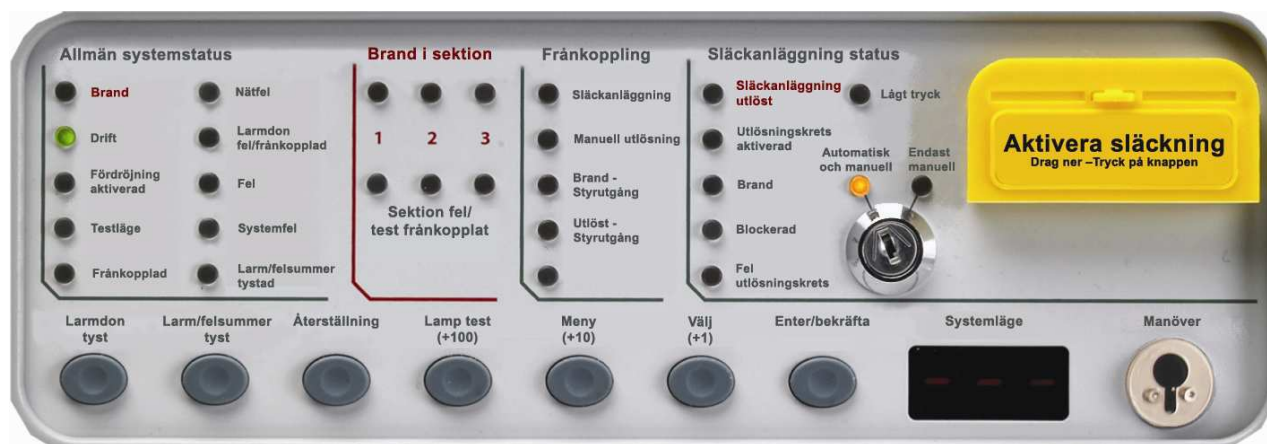 Allmän systemstatus
Brand
Drift
Fördröjning
aktiverad
Testläge
Frånkopplad
Nätfel
Larmdon
fel/frånkopplad
Fel
Systemfel
Larm/felsummer
tystad
Brand i sektion
1 2 3
Sektion fel/
test frånkopplat
Frånkoppling
Släckanläggning
Manuell utlösning
Brand -
Styrutgång
Utlöst -
Styrutgång
Släckanläggning status
Släckanläggning
utlöst
Utlösningskrets
aktiverad
Brand
Blockerad
Fel
utlösningskrets
Lågt tryck
Automatisk
och manuell
Endast
manuell
Aktivera släckning
Drag ner –Tryck på knappen
Larmdon
tyst
Larm/felsummer
tyst
Återställning
Lamp test
(+100)
Meny
(+10)
Välj
(+1)
Enter/bekräfta
Systemläge
- - -
Manöver